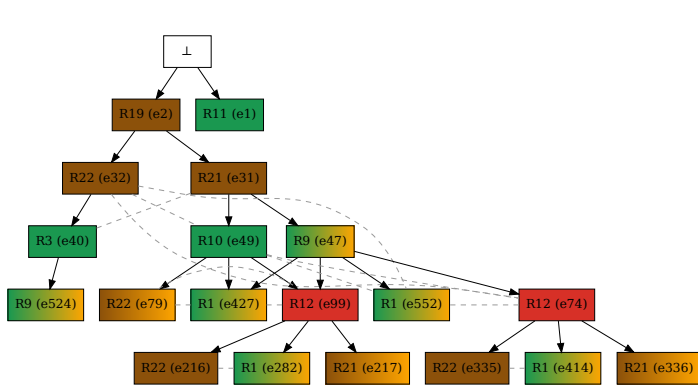 ⊥
R19 (e2)
R11 (e1)
R22 (e32)
R21 (e31)
R3 (e40)
R10 (e49)
R9 (e47)
R9 (e524)
R22 (e79)
R1 (e427)
R12 (e99)
R1 (e552)
R12 (e74)
R22 (e216)
R1 (e282)
R21 (e217)
R22 (e335)
R1 (e414)
R21 (e336)